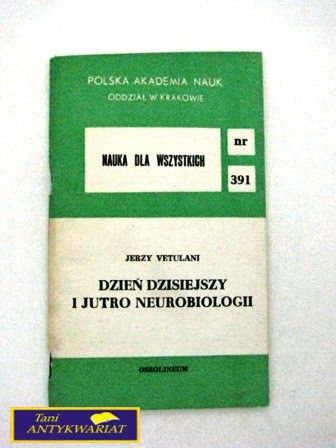 POLSKA AKADEMIA NAUK
ODDZIAŁ W KRAKOWIE
NAUKA DLA WSZYSTKICH
nr
391
JERZY VETULANI
DZIEŃ DZISIEJSZY
I JUTRO NEUROBIOLOGII
OSSOLINEUM
Tani
ANTYKWARIAT